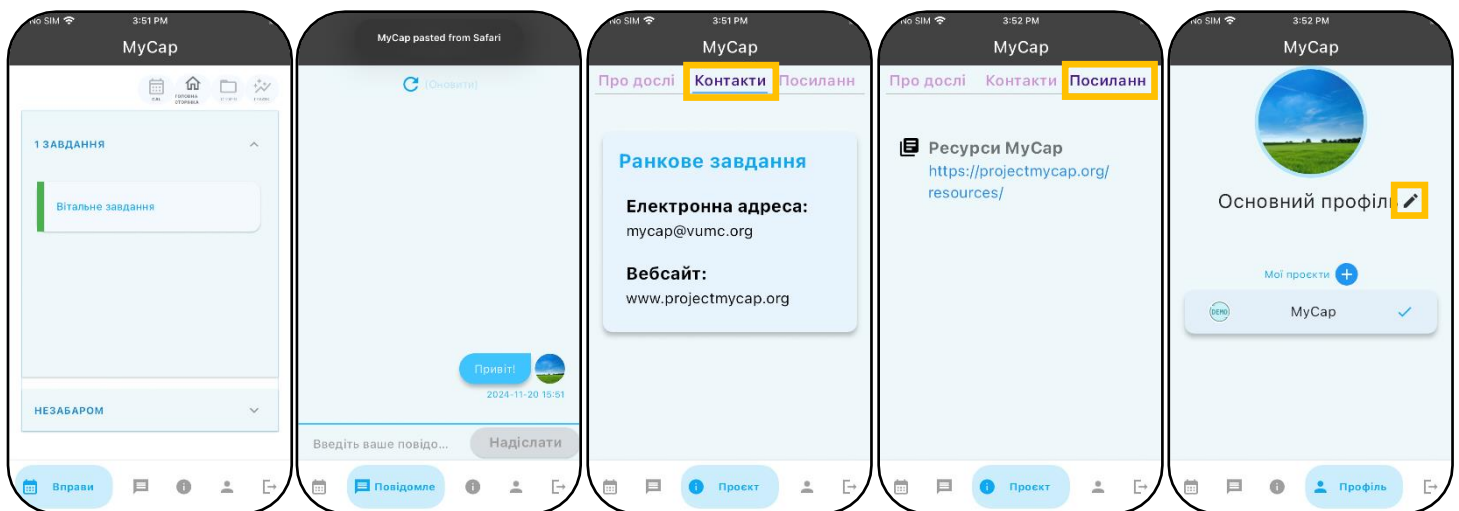 No SIM 3:51 PM
MyCap
ГОЛОВНА
СТОРІНКА
1 ЗАВДАННЯ
Вітальне завдання
НЕЗАБАРОМ
Вправи
MyCap pasted from Safari
(Оновити)
Привіт!
2024-11-20 15:51
Введіть ваше повідо... Надіслати
Повідомле
No SIM 3:51 PM
MyCap
Про дослі Контакти Посиланн
Ранкове завдання
Електронна адреса:
mycap@vumc.org
Вебсайт:
www.projectmycap.org
Проєкт
No SIM 3:52 PM
MyCap
Про дослі Контакти Посиланн
Ресурси MyCap
https://projectmycap.org/
resources/
Проєкт
No SIM 3:52 PM
MyCap
Основний профіль
Мої проєкти
DEMO MyCap
Профіль